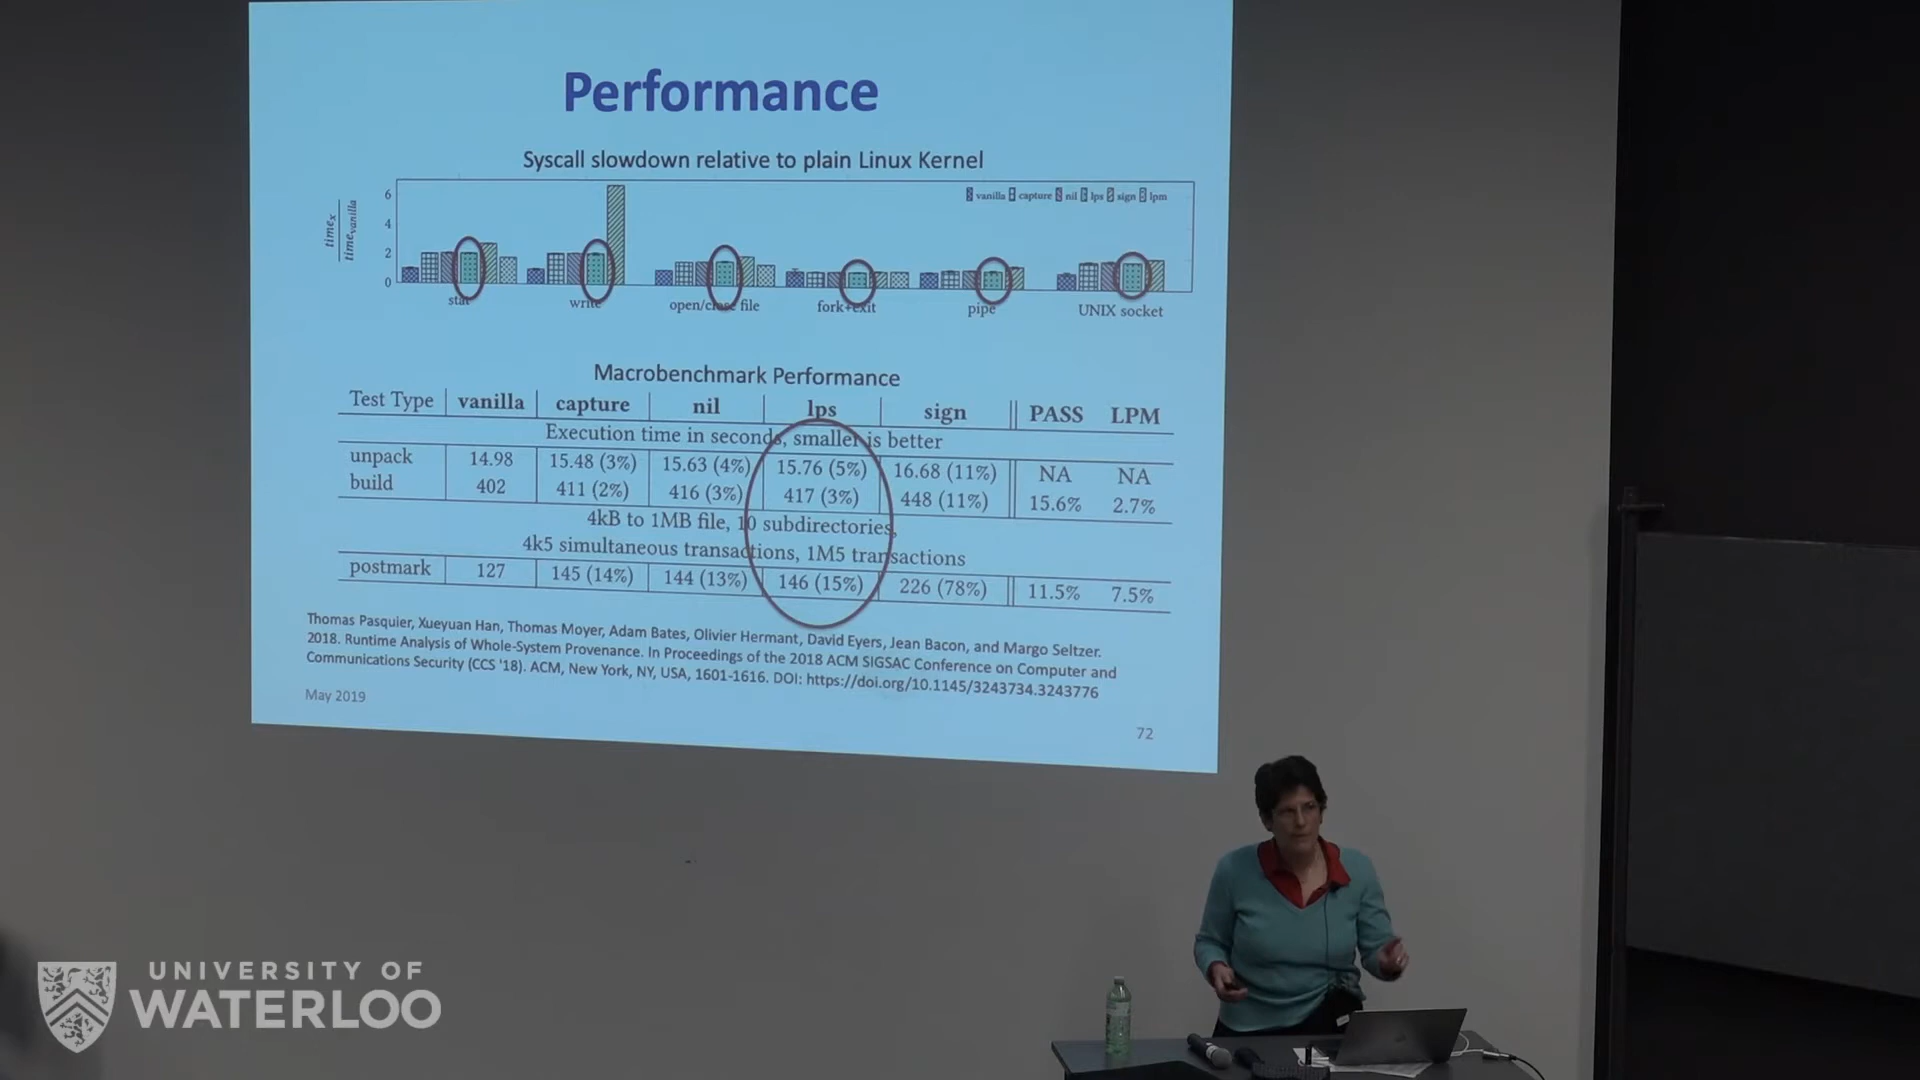 Performance
Syscall slowdown relative to plain Linux Kernel
time_x
time_vanilla
6
4
2
0
vanilla capture nil lps sign lpm
stat write open/close file fork+exit pipe UNIX socket
Macrobenchmark Performance
Test Type vanilla capture nil lps sign PASS LPM
Execution time in seconds, smaller is better
unpack 14.98 15.48 (3%) 15.63 (4%) 15.76 (5%) 16.68 (11%) NA NA
build 402 411 (2%) 416 (3%) 417 (3%) 448 (11%) 15.6% 2.7%
4kB to 1MB file, 10 subdirectories,
4k5 simultaneous transactions, 1M5 transactions
postmark 127 145 (14%) 144 (13%) 146 (15%) 226 (78%) 11.5% 7.5%
Thomas Pasquier, Xueyuan Han, Thomas Moyer, Adam Bates, Olivier Hermant, David Eyers, Jean Bacon, and Margo Seltzer.
2018. Runtime Analysis of Whole-System Provenance. In Proceedings of the 2018 ACM SIGSAC Conference on Computer and
Communications Security (CCS '18). ACM, New York, NY, USA, 1601-1616. DOI: https://doi.org/10.1145/3243734.3243776
May 2019
72
UNIVERSITY OF
WATERLOO